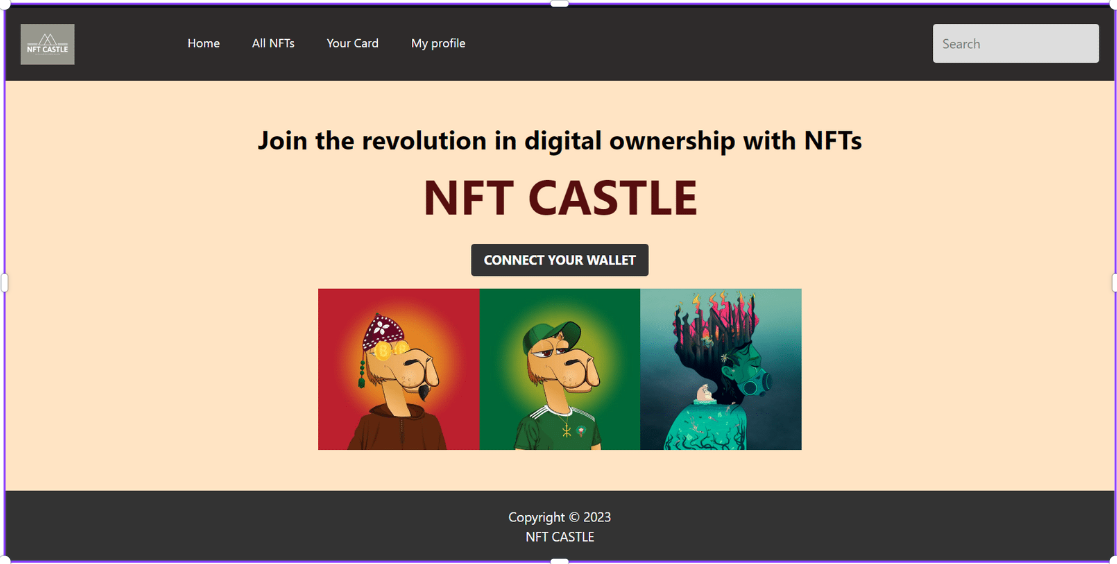 NFT CASTLE
Home
All NFTs
Your Card
My profile
Search
Join the revolution in digital ownership with NFTs
NFT CASTLE
CONNECT YOUR WALLET
Copyright © 2023
NFT CASTLE